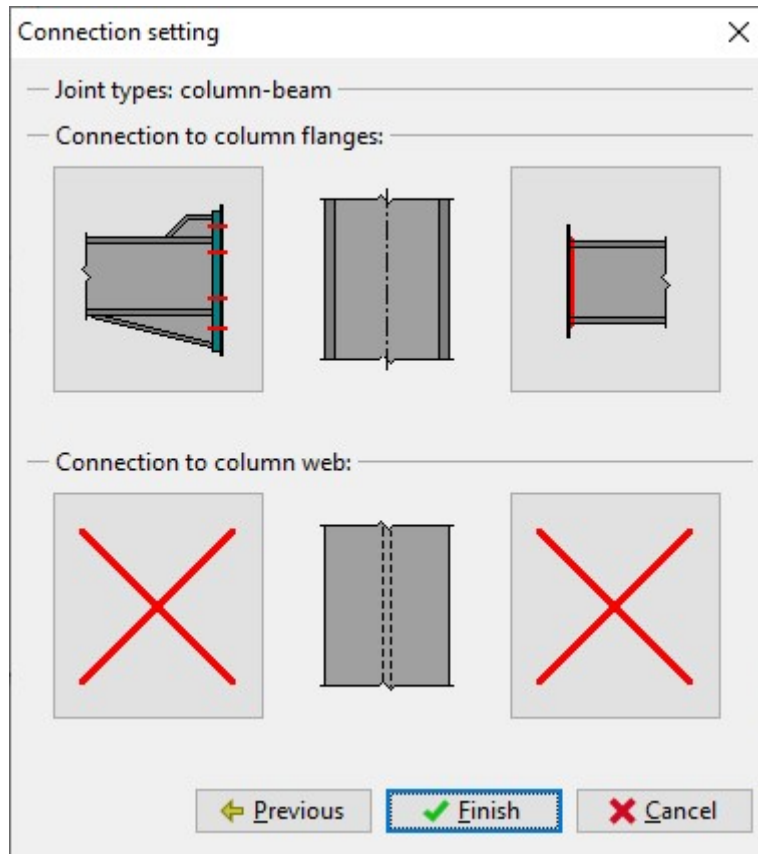 Connection setting
Joint types: column-beam
Connection to column flanges:
Connection to column web:
Previous
Finish
Cancel